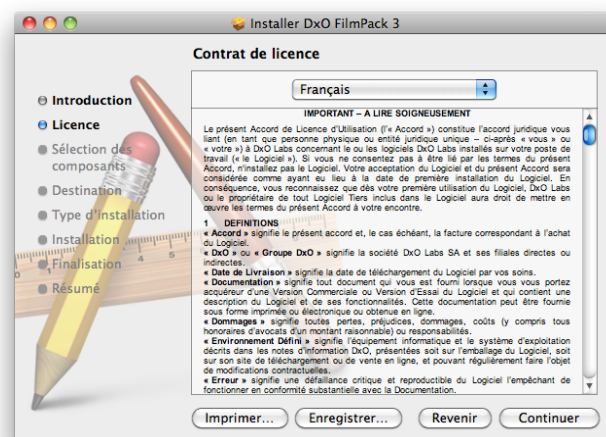 Installer DxO FilmPack 3
Contrat de licence
Introduction
Licence
Sélection des
composants
Destination
Type d'installation
Installation
Finalisation
Résumé
Français
IMPORTANT – A LIRE SOIGNEUSEMENT
Le présent Accord de Licence d'Utilisation (l'« Accord ») constitue l'accord juridique vous
liant (en tant que personne physique ou entité juridique unique – ci-après « vous » ou
« votre ») à DxO Labs concernant le ou les logiciels DxO Labs installés sur votre poste de
travail (« le Logiciel »). Si vous ne consentez pas à être lié par les termes du présent
Accord, n'installez pas le Logiciel. Votre acceptation du Logiciel et du présent Accord sera
considérée comme ayant eu lieu à la date de première installation du Logiciel. En
conséquence, vous reconnaissez que dès votre première utilisation du Logiciel, DxO Labs
ou le propriétaire de tout Logiciel Tiers inclus dans le Logiciel aura droit de mettre en
œuvre les termes du présent Accord à votre encontre.
1 DEFINITIONS
« Accord » signifie le présent accord et, le cas échéant, la facture correspondant à l'achat
du Logiciel.
« DxO » ou « Groupe DxO » signifie la société DxO Labs SA et ses filiales directes ou
indirectes.
« Date de Livraison » signifie la date de téléchargement du Logiciel par vos soins.
« Documentation » signifie tout document qui vous est fourni lorsque vous vous portez
acquéreur d'une Version Commerciale ou Version d'Essai du Logiciel et qui contient une
description du Logiciel et de ses fonctionnalités. Cette documentation peut être fournie
sous forme imprimée ou électronique ou obtenue en ligne.
« Dommages » signifie toutes pertes, préjudices, dommages, coûts (y compris tous
honoraires d'avocats d'un montant raisonnable) ou responsabilités.
« Environnement Défini » signifie l'équipement informatique et le système d'exploitation
décrits dans les notes d'information DxO, présentées soit sur l'emballage du Logiciel, soit
sur son site de téléchargement ou de vente en ligne, et pouvant régulièrement faire l'objet
de modifications contractuelles.
« Erreur » signifie une défaillance critique et reproductible du Logiciel l'empêchant de
fonctionner en conformité substantielle avec la Documentation.
Imprimer... Enregistrer... Revenir Continuer